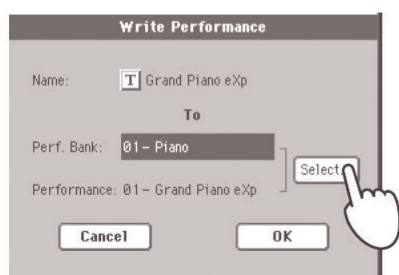 Write Performance
Name: T Grand Piano eXp
To
Perf. Bank: 01- Piano
Select
Performance: 01- Grand Piano eXp
Cancel OK